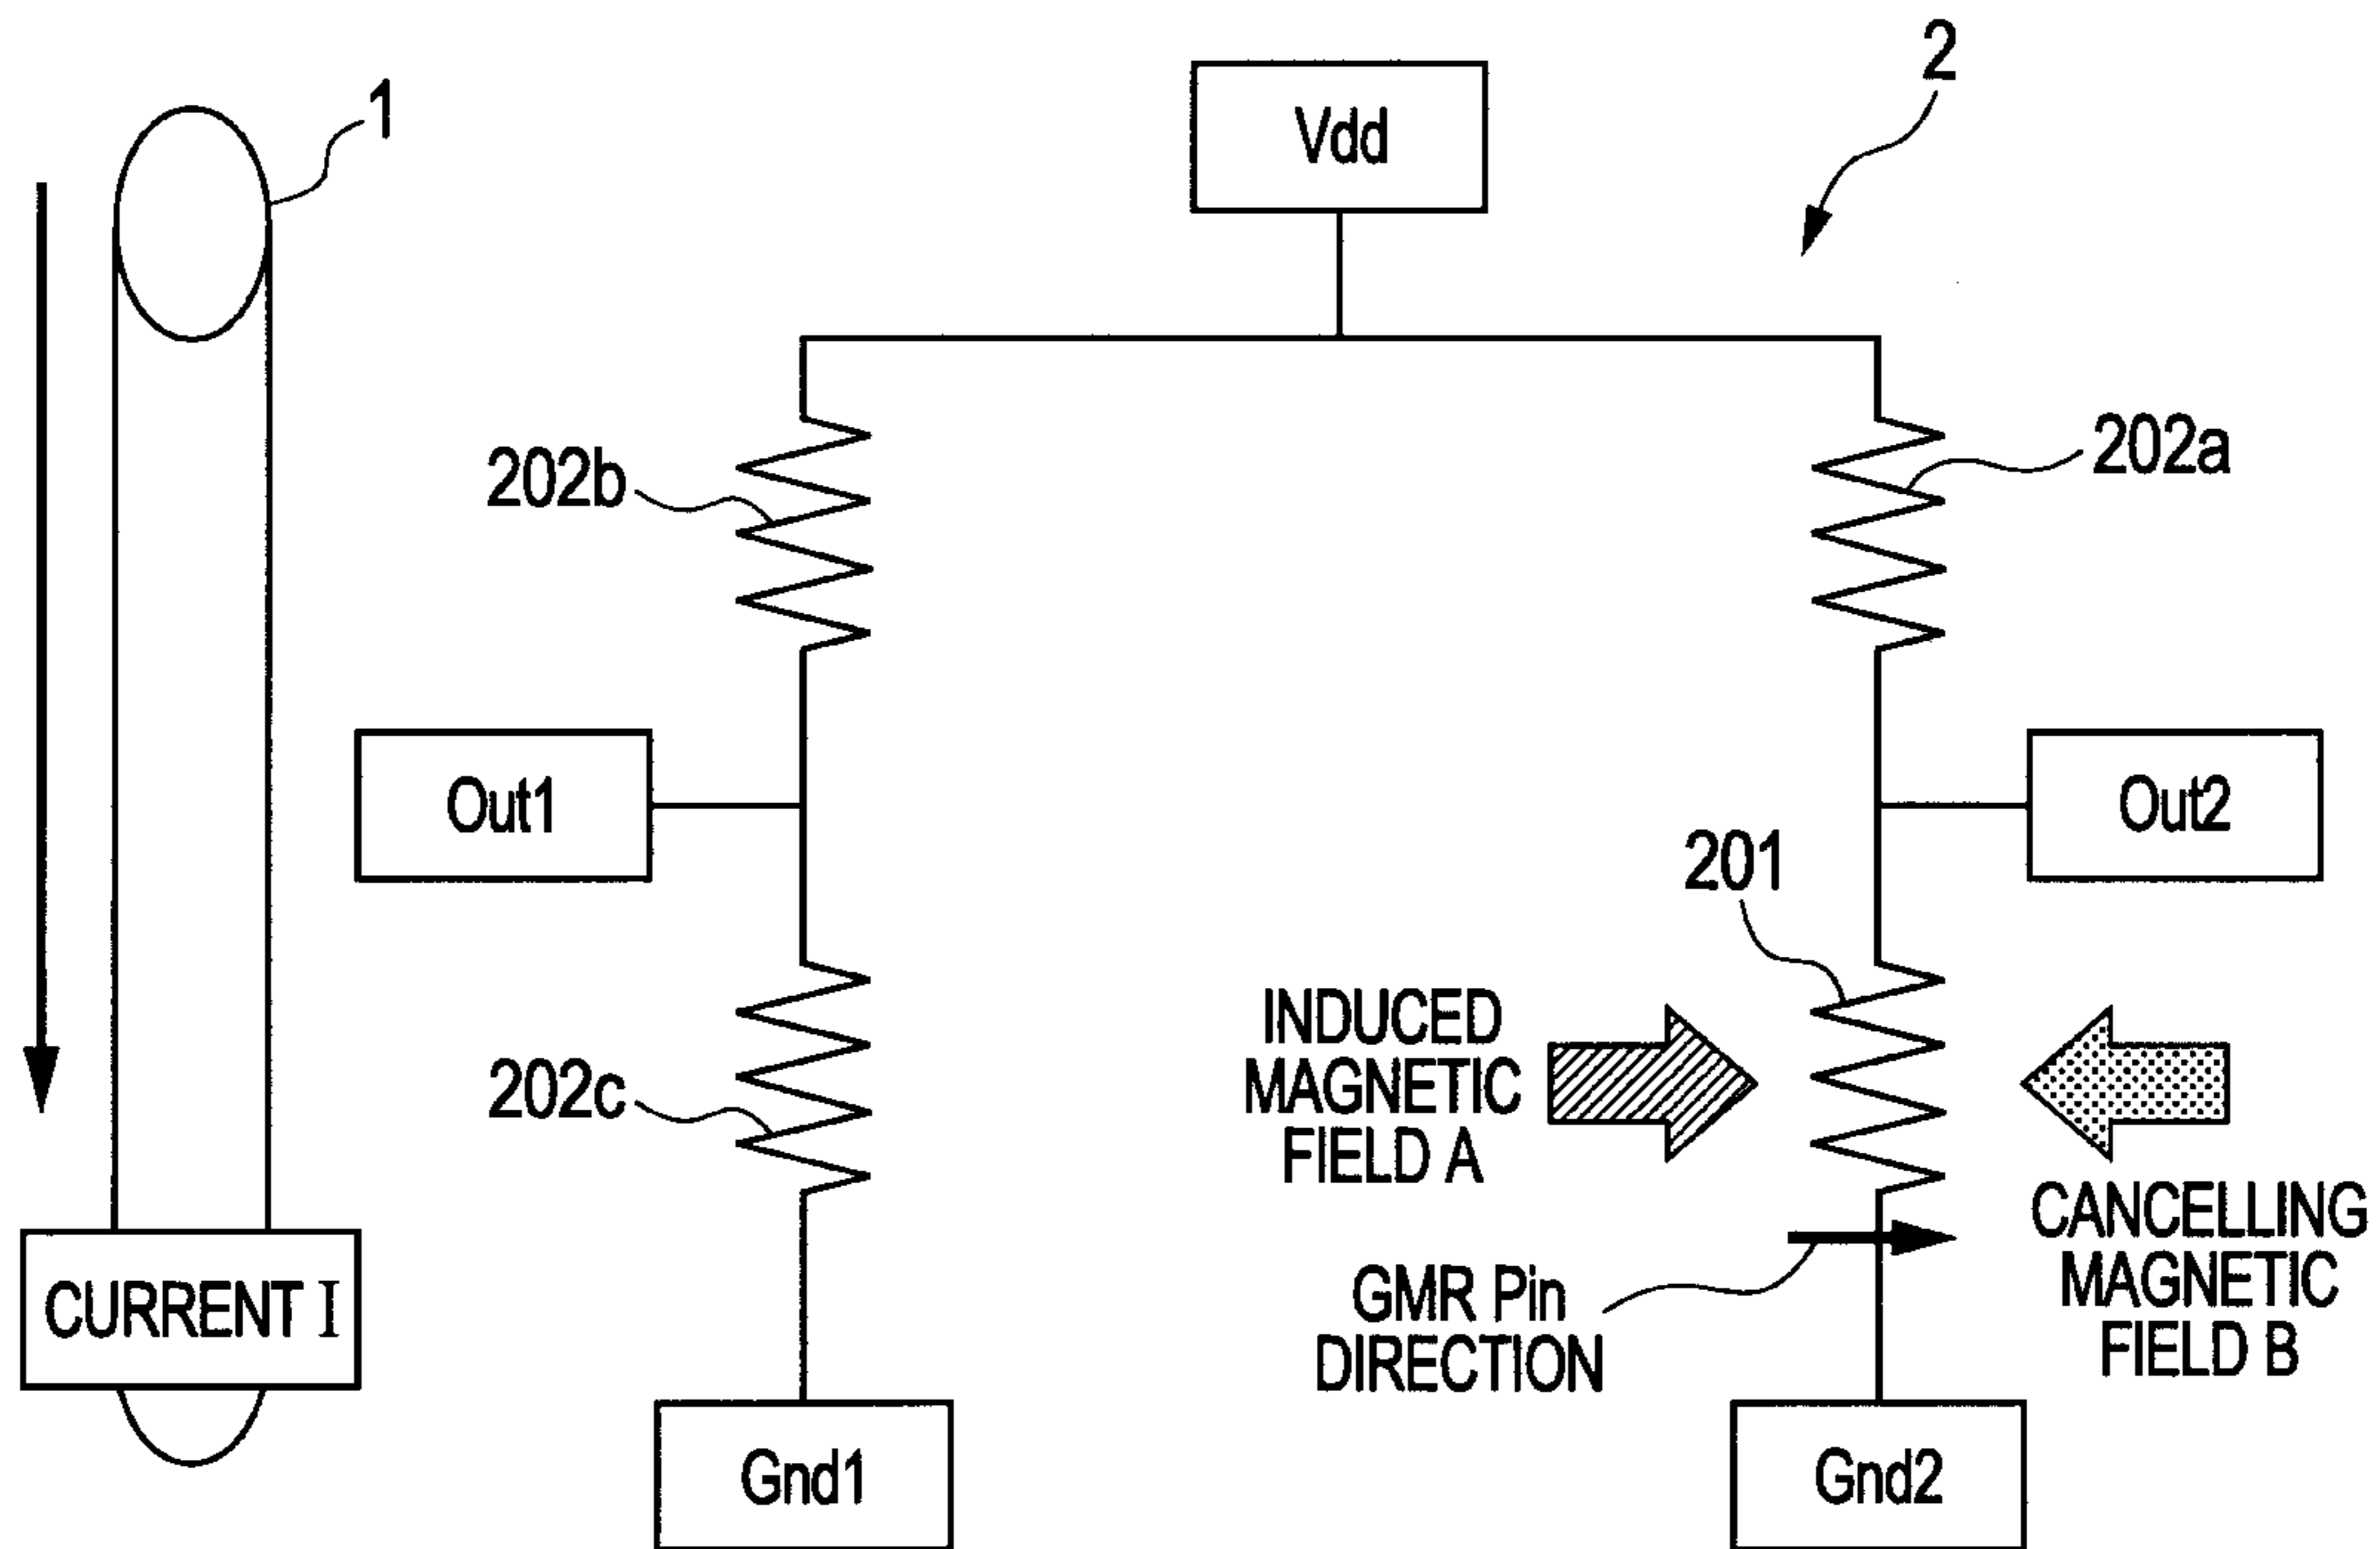 2
1
Vdd
202b
202a
Out1
Out2
201
INDUCED
MAGNETIC
FIELD A
202c
CANCELLING
MAGNETIC
FIELD B
CURRENT I
GMR Pin
DIRECTION
Gnd1
Gnd2